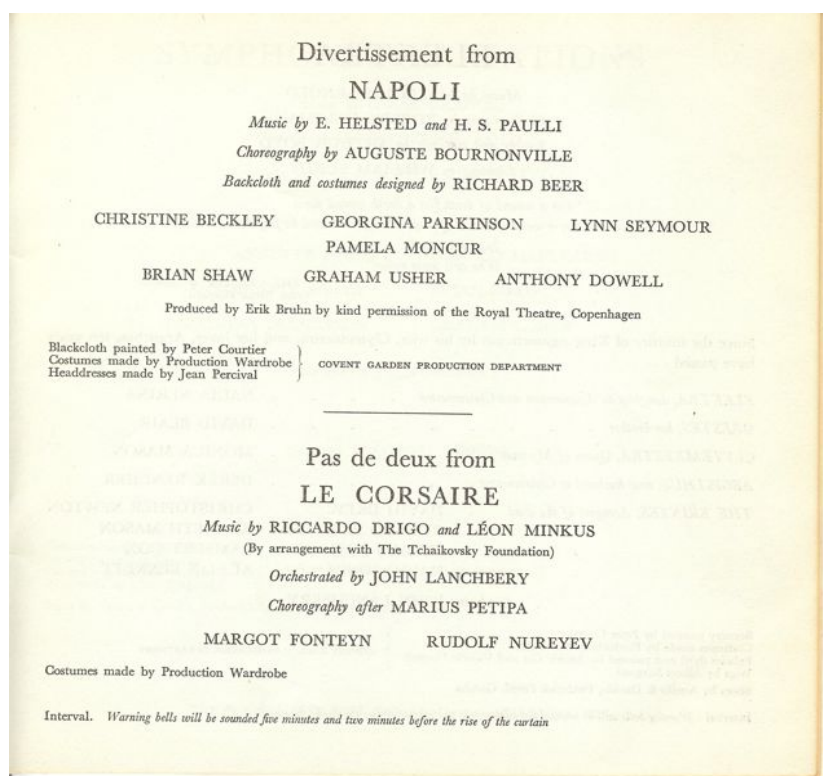 Divertissement from
NAPOLI
Music by E. HELSTED and H. S. PAULLI
Choreography by AUGUSTE BOURNONVILLE
Backcloth and costumes designed by RICHARD BEER
CHRISTINE BECKLEY GEORGINA PARKINSON LYNN SEYMOUR
PAMELA MONCUR
BRIAN SHAW GRAHAM USHER ANTHONY DOWELL
Produced by Erik Bruhn by kind permission of the Royal Theatre, Copenhagen
Blackcloth painted by Peter Courtier
Costumes made by Production Wardrobe
Headdresses made by Jean Percival
COVENT GARDEN PRODUCTION DEPARTMENT
Pas de deux from
LE CORSAIRE
Music by RICCARDO DRIGO and LÉON MINKUS
(By arrangement with The Tchaikovsky Foundation)
Orchestrated by JOHN LANCHBERY
Choreography after MARIUS PETIPA
MARGOT FONTEYN RUDOLF NUREYEV
Costumes made by Production Wardrobe
Interval. Warning bells will be sounded five minutes and two minutes before the rise of the curtain